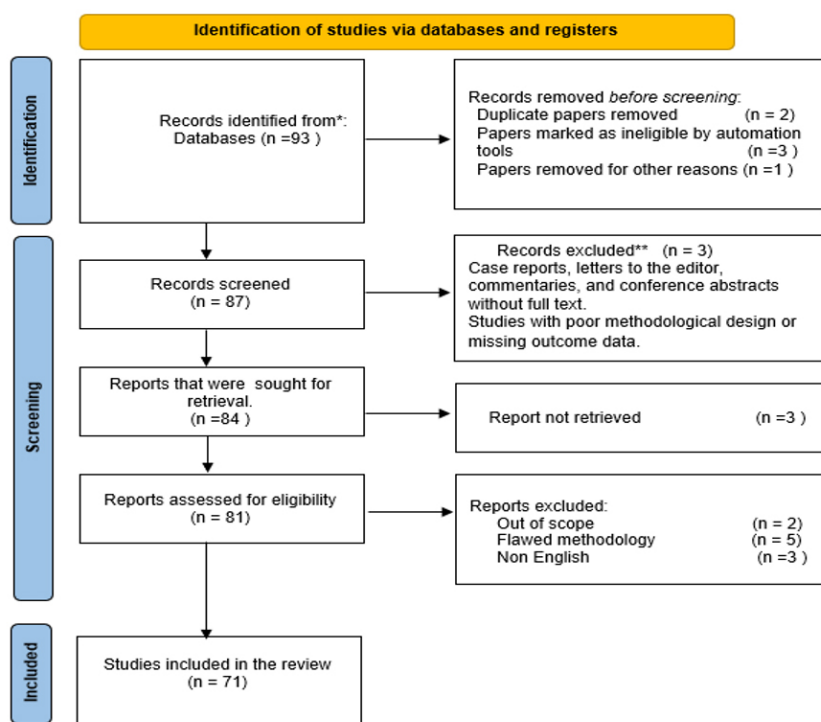 Identification of studies via databases and registers
Identification
Records identified from*:
Databases (n =93 )
Records removed before screening:
Duplicate papers removed (n = 2)
Papers marked as ineligible by automation
tools (n =3 )
Papers removed for other reasons (n =1 )
Screening
Records screened
(n = 87)
Records excluded** (n = 3)
Case reports, letters to the editor,
commentaries, and conference abstracts
without full text.
Studies with poor methodological design or
missing outcome data.
Reports that were sought for
retrieval.
(n =84 )
Report not retrieved (n =3 )
Reports assessed for eligibility
(n = 81)
Reports excluded:
Out of scope (n = 2)
Flawed methodology (n = 5)
Non English (n =3 )
Included
Studies included in the review
(n = 71)